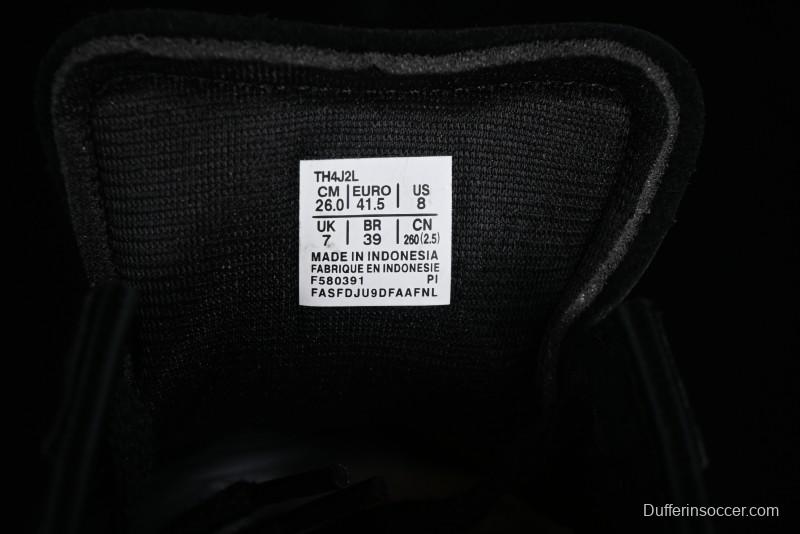 TH4J2L
CM EURO US
26.0 41.5 8
UK BR CN
7 39 260(2.5)
MADE IN INDONESIA
FABRIQUE EN INDONESIE
F580391 PI
FASFDJU9DFAAFNL
Dufferinsoccer.com